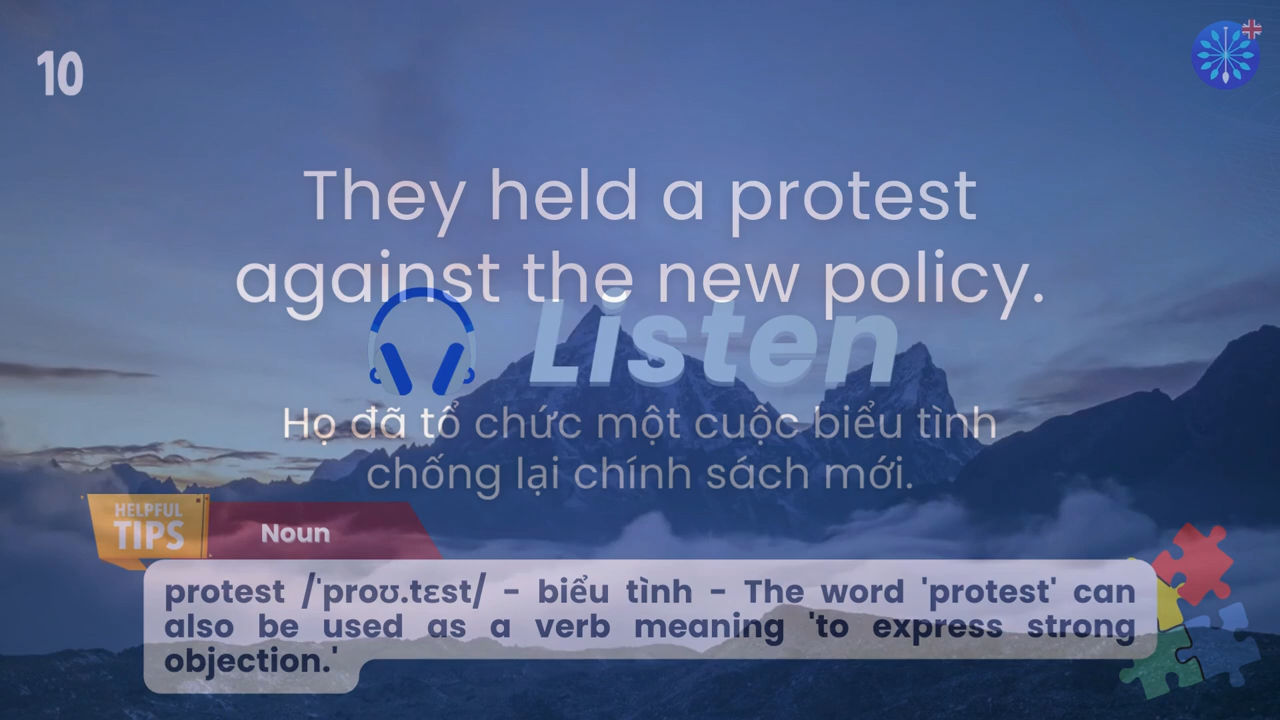 10
They held a protest
against the new policy.
Listen
Họ đã tổ chức một cuộc biểu tình
chống lại chính sách mới.
HELPFUL
TIPS
Noun
protest /ˈproʊ.tɛst/ - biểu tình - The word 'protest' can
also be used as a verb meaning 'to express strong
objection.'